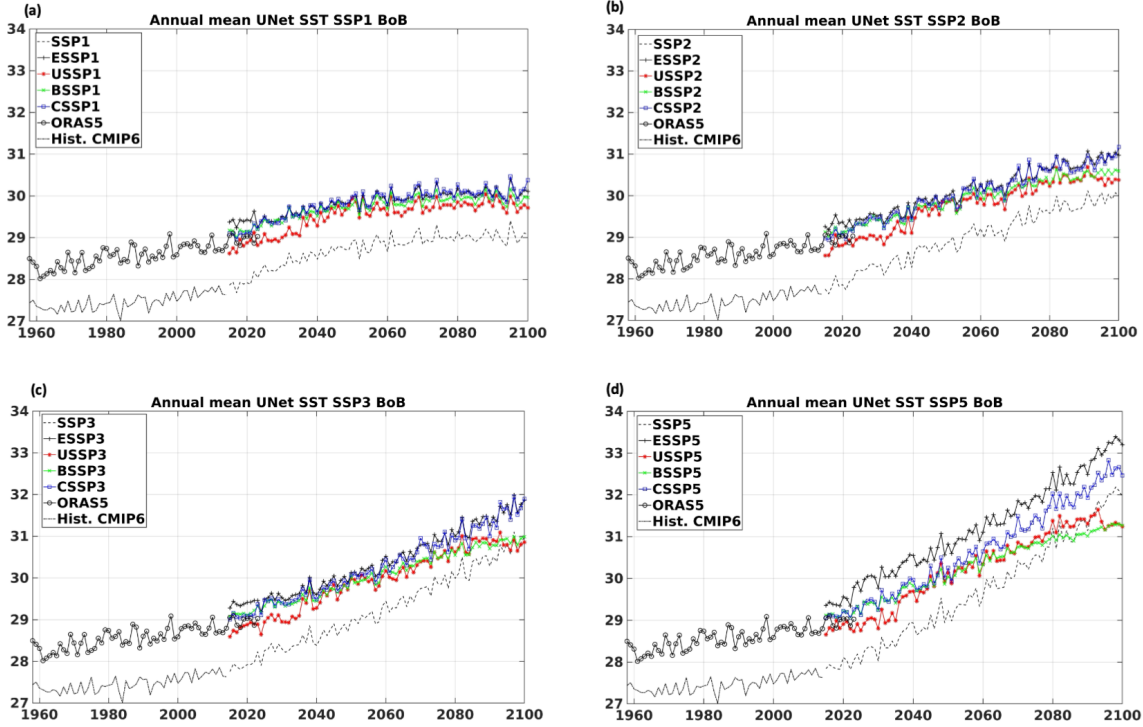 (a)
Annual mean UNet SST SSP1 BoB
34
33
32
31
30
29
28
27
SSP1
ESSP1
USSP1
BSSP1
CSSP1
ORAS5
Hist. CMIP6
1960 1980 2000 2020 2040 2060 2080 2100
(b)
Annual mean UNet SST SSP2 BoB
34
33
32
31
30
29
28
27
SSP2
ESSP2
USSP2
BSSP2
CSSP2
ORAS5
Hist. CMIP6
1960 1980 2000 2020 2040 2060 2080 2100
(c)
Annual mean UNet SST SSP3 BoB
34
33
32
31
30
29
28
27
SSP3
ESSP3
USSP3
BSSP3
CSSP3
ORAS5
Hist. CMIP6
1960 1980 2000 2020 2040 2060 2080 2100
(d)
Annual mean UNet SST SSP5 BoB
34
33
32
31
30
29
28
27
SSP5
ESSP5
USSP5
BSSP5
CSSP5
ORAS5
Hist. CMIP6
1960 1980 2000 2020 2040 2060 2080 2100